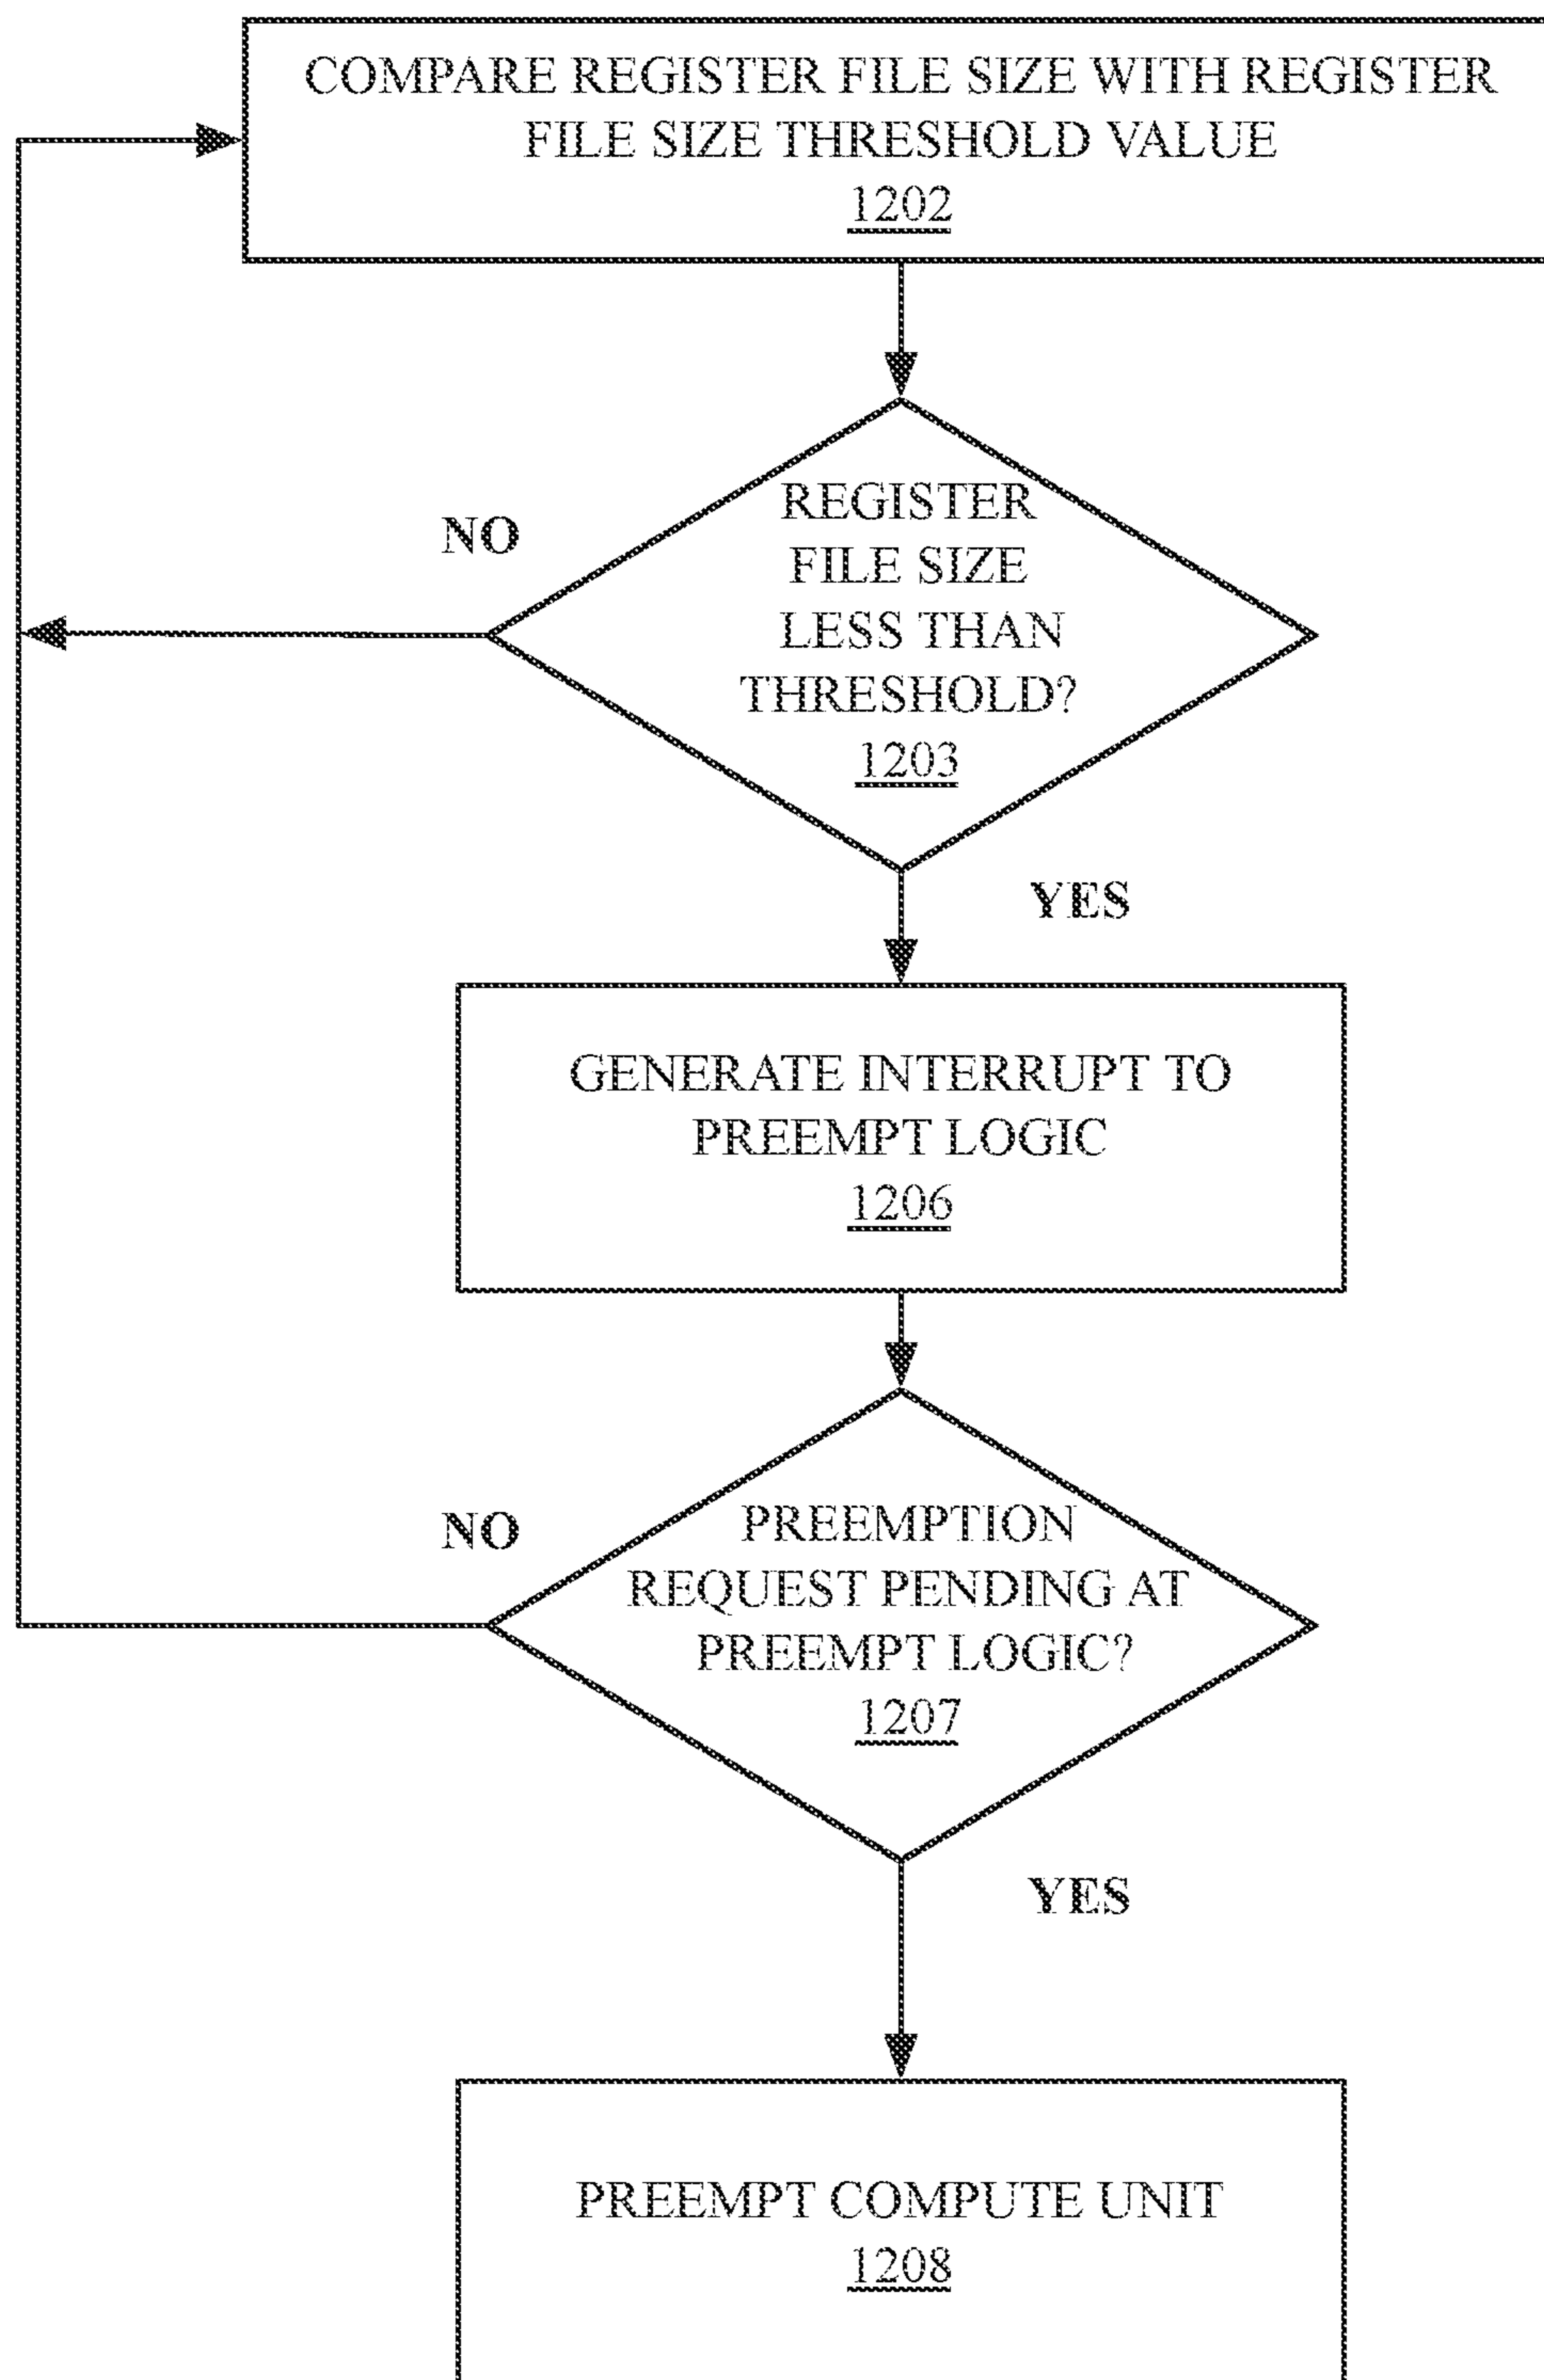 COMPARE REGISTER FILE SIZE WITH REGISTER
FILE SIZE THRESHOLD VALUE
1202
REGISTER
FILE SIZE
LESS THAN
THRESHOLD?
1203
NO
YES
GENERATE INTERRUPT TO
PREEMPT LOGIC
1206
PREEMPTION
REQUEST PENDING AT
PREEMPT LOGIC?
1207
NO
YES
PREEMPT COMPUTE UNIT
1208